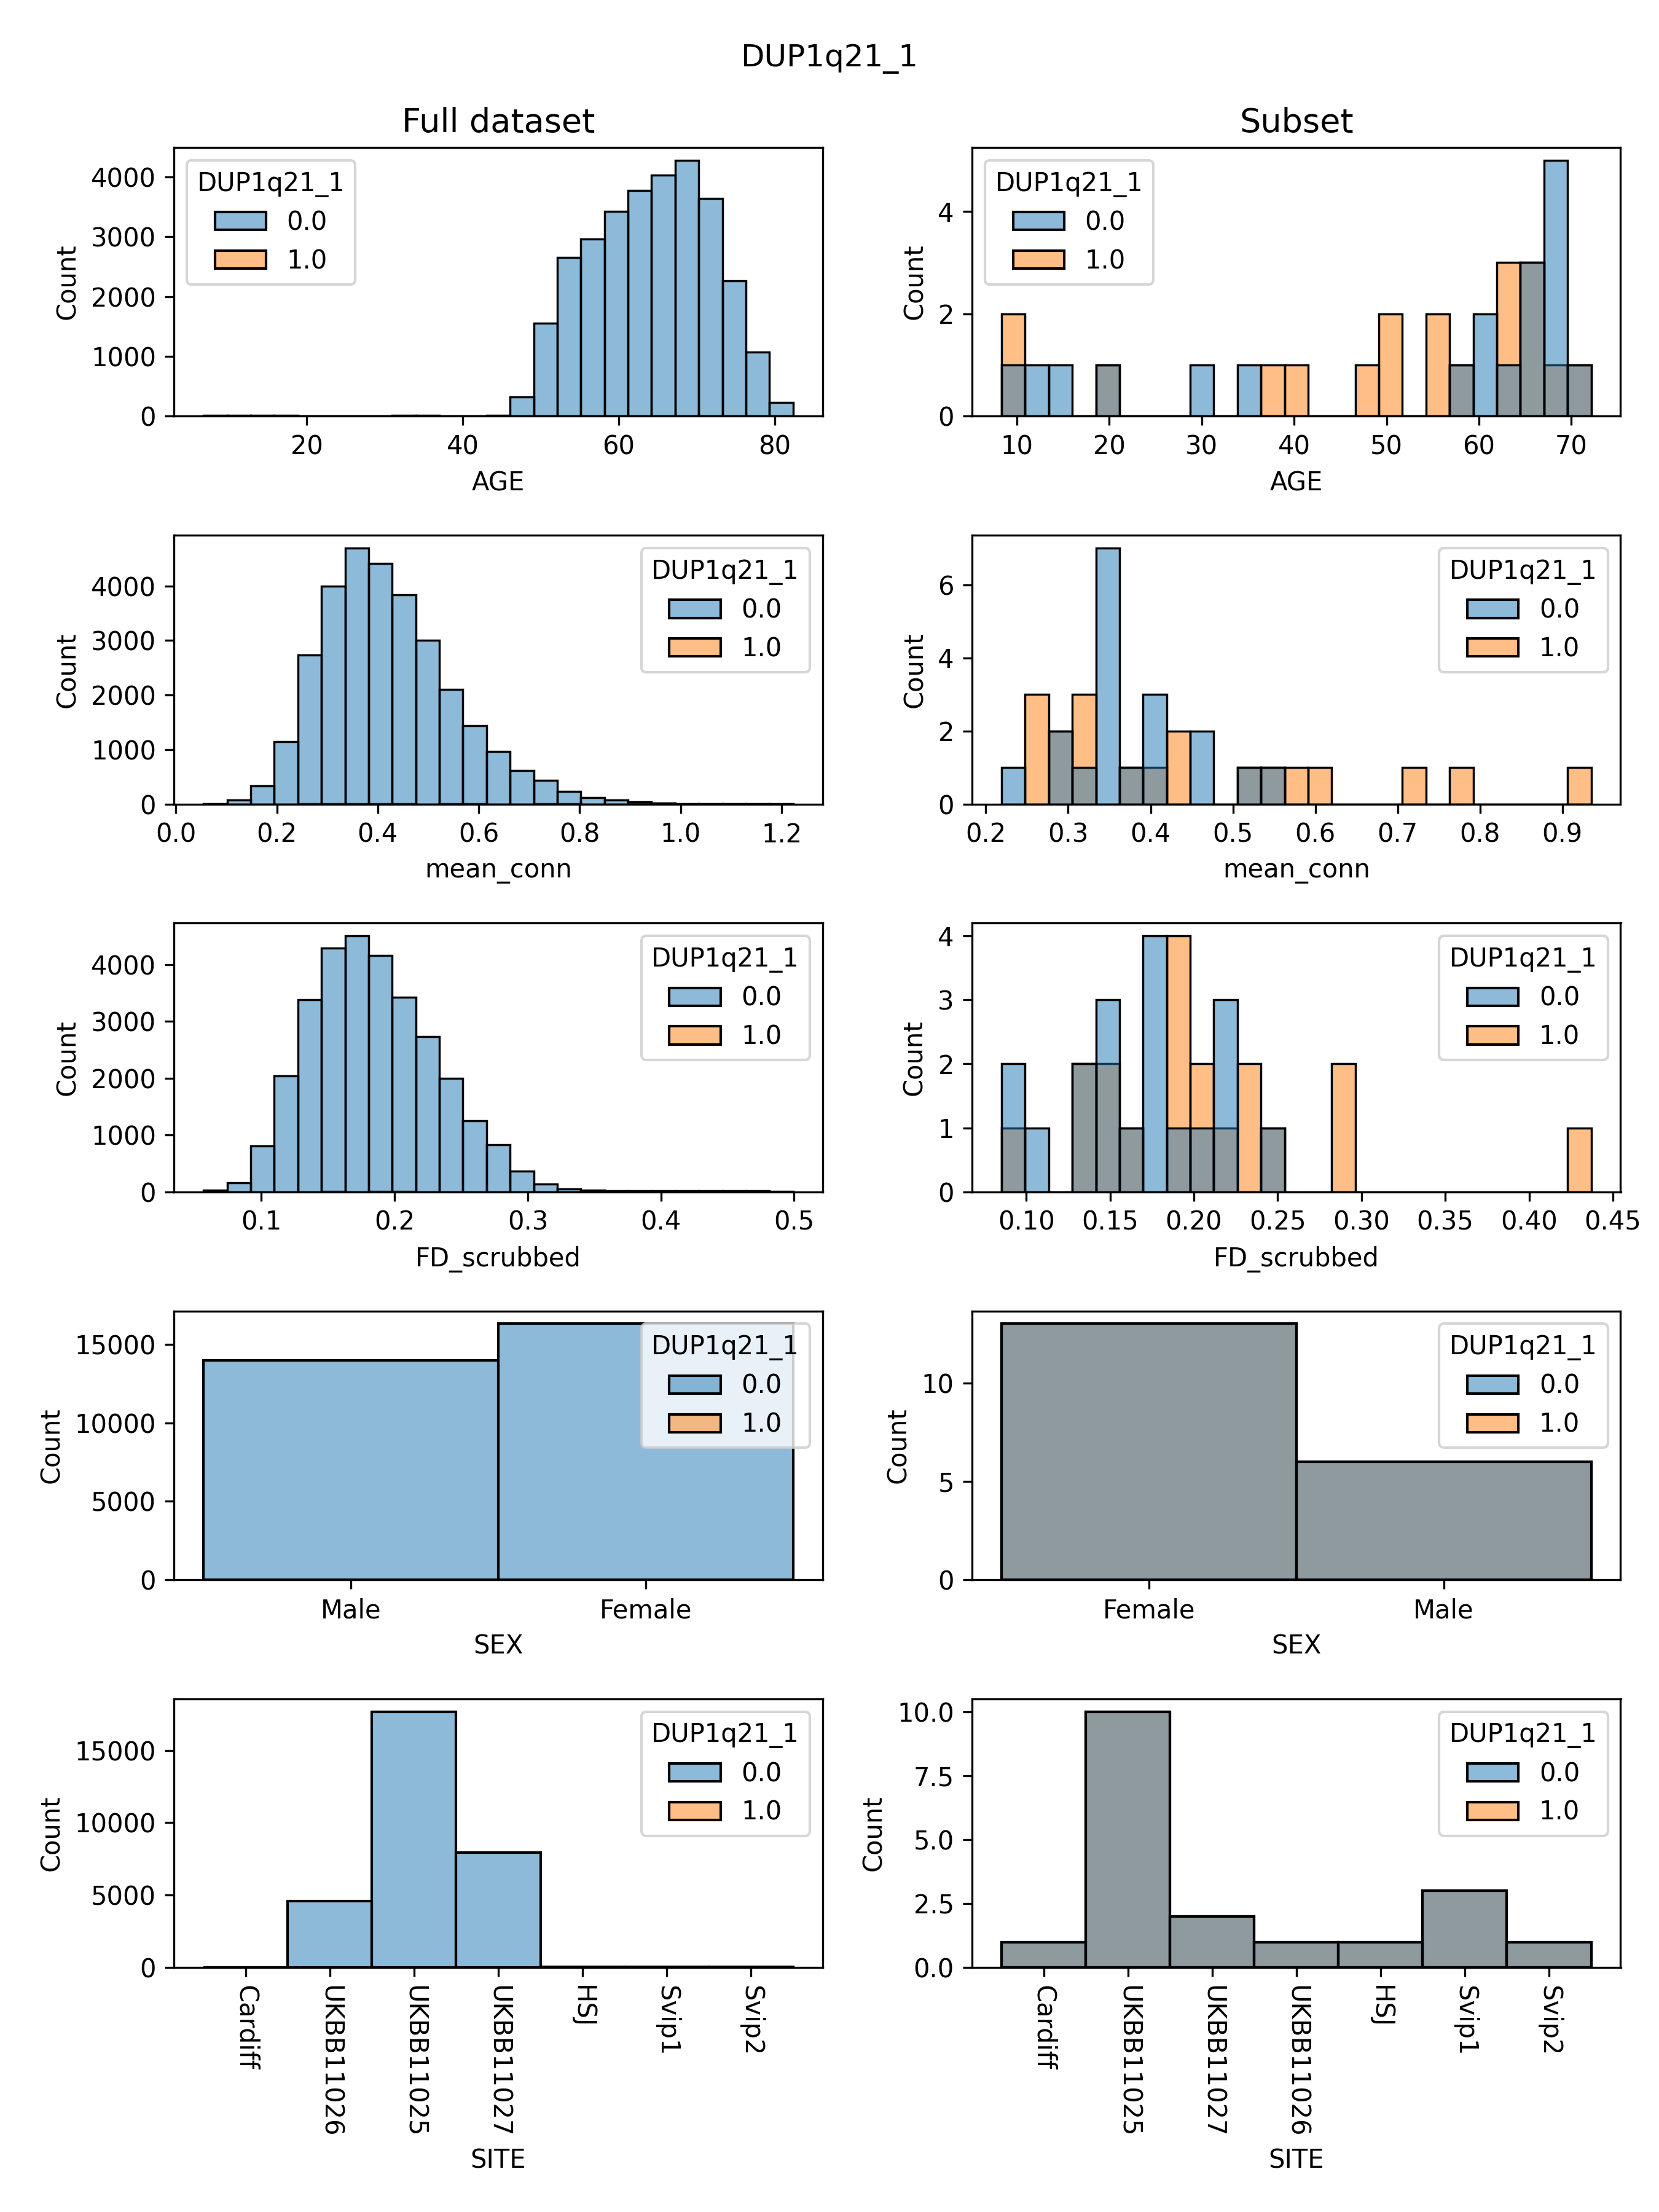 DUP1q21_1
Full dataset
Subset
DUP1q21_1
0.0
1.0
Count
4000
3000
2000
1000
0
20 40 60 80
AGE
DUP1q21_1
0.0
1.0
Count
4
2
0
10 20 30 40 50 60 70
AGE
DUP1q21_1
0.0
1.0
Count
4000
3000
2000
1000
0
0.0 0.2 0.4 0.6 0.8 1.0 1.2
mean_conn
DUP1q21_1
0.0
1.0
Count
6
4
2
0
0.2 0.3 0.4 0.5 0.6 0.7 0.8 0.9
mean_conn
DUP1q21_1
0.0
1.0
Count
4000
3000
2000
1000
0
0.1 0.2 0.3 0.4 0.5
FD_scrubbed
DUP1q21_1
0.0
1.0
Count
4
3
2
1
0
0.10 0.15 0.20 0.25 0.30 0.35 0.40 0.45
FD_scrubbed
DUP1q21_1
0.0
1.0
Count
15000
10000
5000
0
Male Female
SEX
DUP1q21_1
0.0
1.0
Count
10
5
0
Female Male
SEX
DUP1q21_1
0.0
1.0
Count
15000
10000
5000
0
Cardiff UKBB11026 UKBB11025 UKBB11027 HSJ Svip1 Svip2
SITE
DUP1q21_1
0.0
1.0
Count
10.0
7.5
5.0
2.5
0.0
Cardiff UKBB11025 UKBB11027 UKBB11026 HSJ Svip1 Svip2
SITE